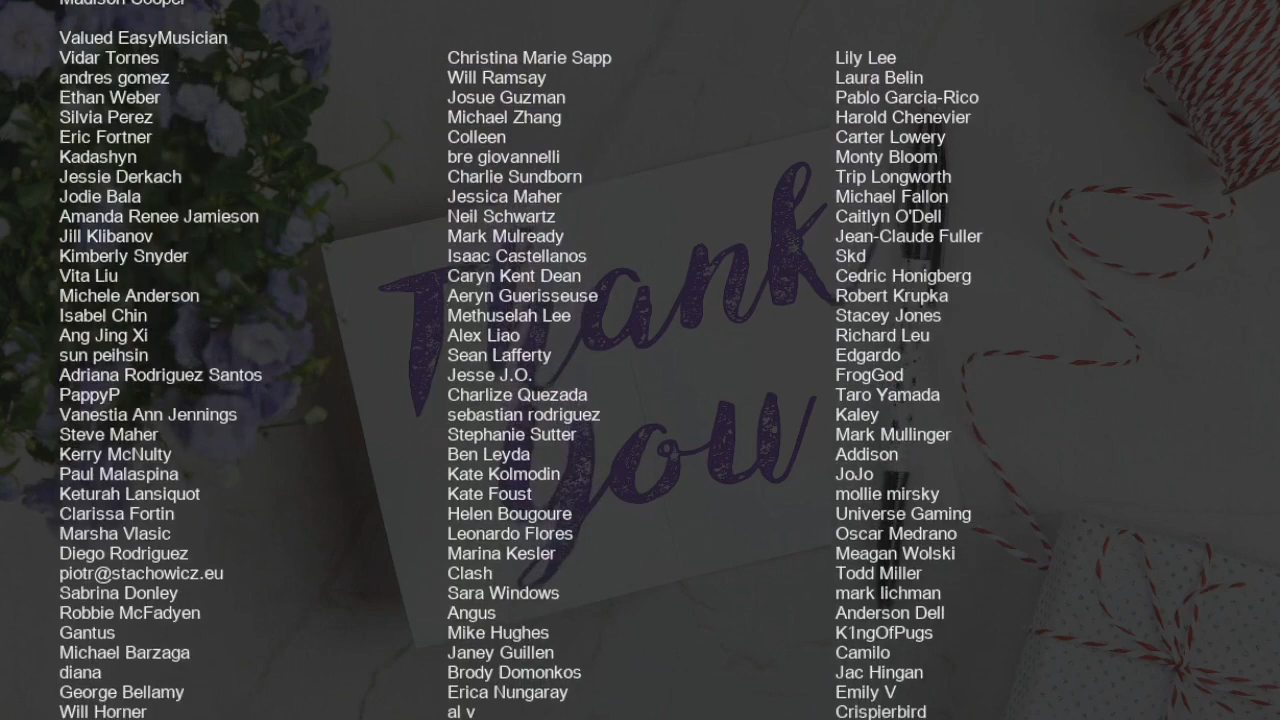 Madison Cooper
Valued EasyMusician
Vidar Tornes
andres gomez
Ethan Weber
Silvia Perez
Eric Fortner
Kadashyn
Jessie Derkach
Jodie Bala
Amanda Renee Jamieson
Jill Klibanov
Kimberly Snyder
Vita Liu
Michele Anderson
Isabel Chin
Ang Jing Xi
sun peihsin
Adriana Rodriguez Santos
PappyP
Vanestia Ann Jennings
Steve Maher
Kerry McNulty
Paul Malaspina
Keturah Lansiquot
Clarissa Fortin
Marsha Vlasic
Diego Rodriguez
piotr@stachowicz.eu
Sabrina Donley
Robbie McFadyen
Gantus
Michael Barzaga
diana
George Bellamy
Will Horner
Christina Marie Sapp
Will Ramsay
Josue Guzman
Michael Zhang
Colleen
bre giovannelli
Charlie Sundborn
Jessica Maher
Neil Schwartz
Mark Mulready
Isaac Castellanos
Caryn Kent Dean
Aeryn Guerisseuse
Methuselah Lee
Alex Liao
Sean Lafferty
Jesse J.O.
Charlize Quezada
sebastian rodriguez
Stephanie Sutter
Ben Leyda
Kate Kolmodin
Kate Foust
Helen Bougoure
Leonardo Flores
Marina Kesler
Clash
Sara Windows
Angus
Mike Hughes
Janey Guillen
Brody Domonkos
Erica Nungaray
al v
Lily Lee
Laura Belin
Pablo Garcia-Rico
Harold Chenevier
Carter Lowery
Monty Bloom
Trip Longworth
Michael Fallon
Caitlyn O'Dell
Jean-Claude Fuller
Skd
Cedric Honigberg
Robert Krupka
Stacey Jones
Richard Leu
Edgardo
FrogGod
Taro Yamada
Kaley
Mark Mullinger
Addison
JoJo
mollie mirsky
Universe Gaming
Oscar Medrano
Meagan Wolski
Todd Miller
mark lichman
Anderson Dell
K1ngOfPugs
Camilo
Jac Hingan
Emily V
Crispierbird
Thank
you